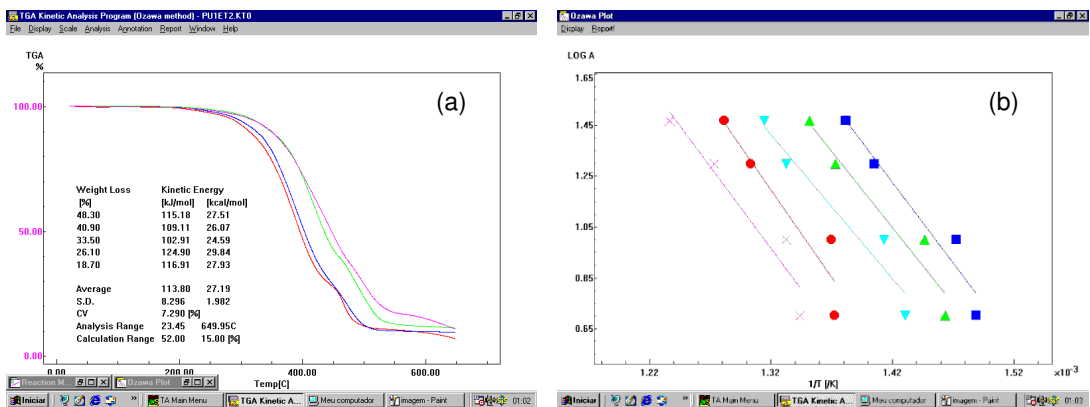 TGA Kinetic Analysis Program (Ozawa method) - PU1ET2.KT0
File Display Scale Analysis Annotation Report Window Help
TGA
%
(a)
100.00
50.00
0.00
Weight Loss Kinetic Energy
[%] [kJ/mol] [kcal/mol]
48.30 115.18 27.51
40.90 109.11 26.07
33.50 102.91 24.59
26.10 124.90 29.84
18.70 116.91 27.93
Average 113.80 27.19
S.D. 8.296 1.982
CV 7.290 [%]
Analysis Range 23.45 649.95C
Calculation Range 52.00 15.00 [%]
0.00 200.00 400.00 600.00
Temp[C]
Reaction M... Ozawa Plot
Iniciar » TA Main Menu TGA Kinetic A... Meu computador imagem - Paint 01:02
Ozawa Plot
Display Report!
LOG A
(b)
1.65
1.45
1.25
1.05
0.85
0.65
1.22 1.32 1.42 1.52 ×10⁻³
1/T [/K]
Iniciar » TA Main Menu TGA Kinetic A... Meu computador imagem - Paint 01:03